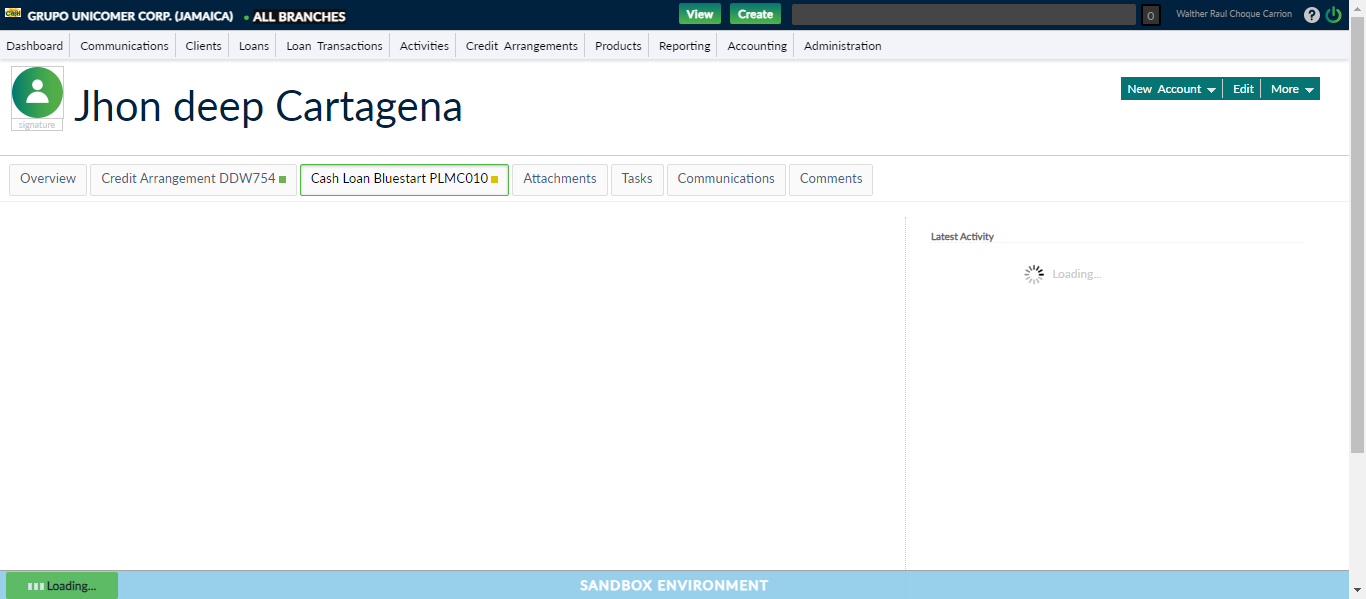 GRUPO UNICOMER CORP. (JAMAICA) • ALL BRANCHES View Create 0 Walther Raul Choque Carrion ?
Dashboard Communications Clients Loans Loan Transactions Activities Credit Arrangements Products Reporting Accounting Administration
Jhon deep Cartagena
signature
New Account Edit More
Overview Credit Arrangement DDW754 Cash Loan Bluestart PLMC010 Attachments Tasks Communications Comments
Latest Activity
Loading...
Loading... SANDBOX ENVIRONMENT